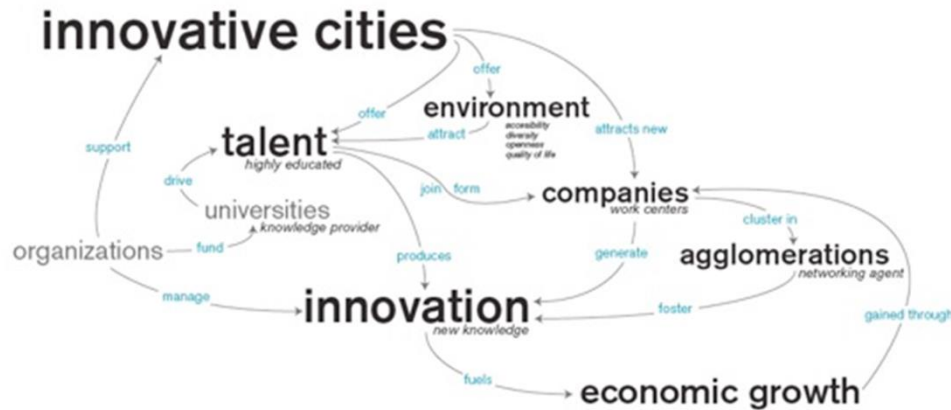 innovative cities
offer
offer
environment
accesibility
diversity
openness
quality of life
attract
attracts new
talent
highly educated
support
drive
join
form
companies
work centers
universities
knowledge provider
cluster in
organizations
fund
produces
generate
agglomerations
networking agent
manage
innovation
new knowledge
foster
gained through
fuels
economic growth